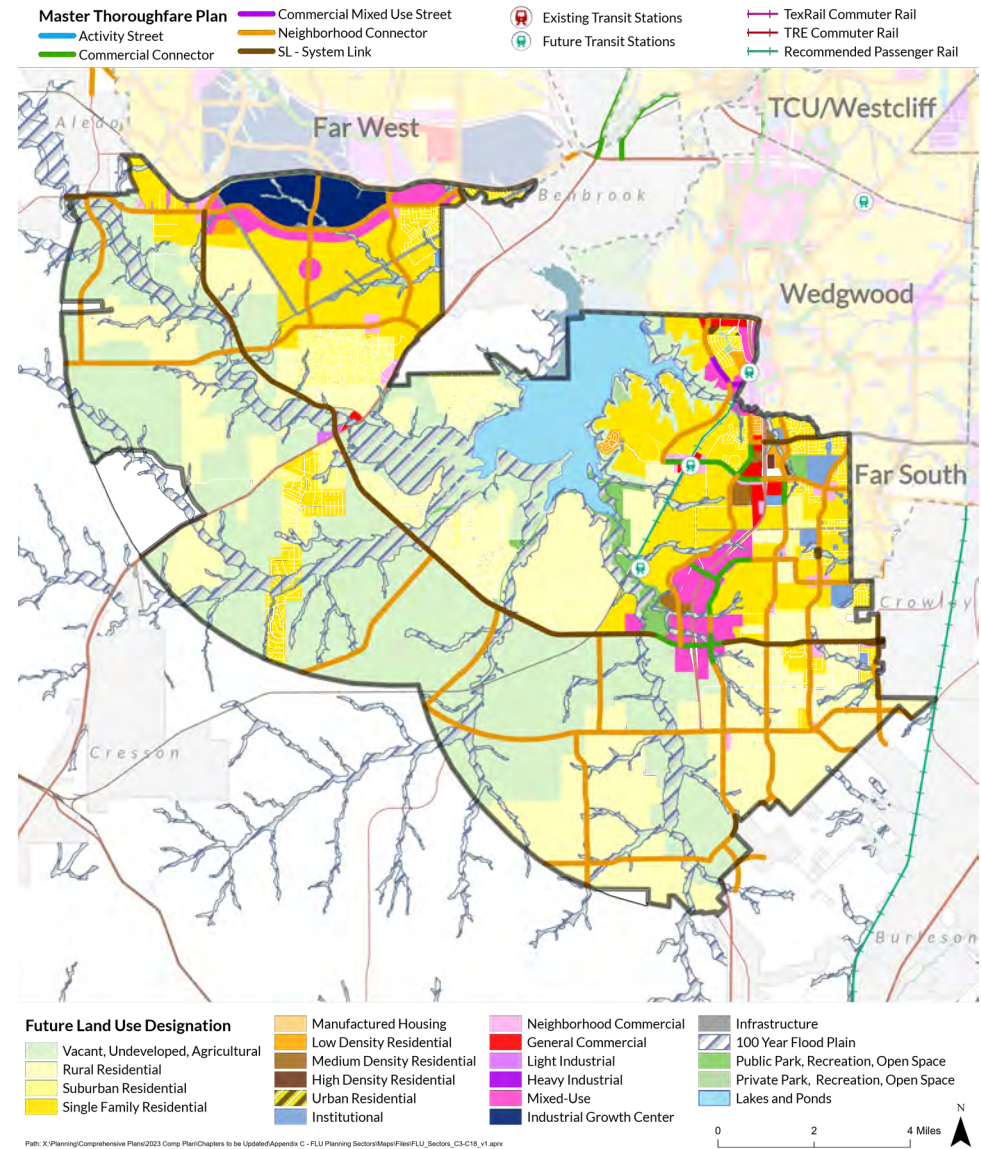 Master Thoroughfare Plan
Activity Street
Commercial Connector
Commercial Mixed Use Street
Neighborhood Connector
SL - System Link
Existing Transit Stations
Future Transit Stations
TexRail Commuter Rail
TRE Commuter Rail
Recommended Passenger Rail
Aledo
Far West
TCU/Westcliff
Benbrook
Wedgwood
Far South
Crowley
Cresson
Burleson
Future Land Use Designation
Vacant, Undeveloped, Agricultural
Rural Residential
Suburban Residential
Single Family Residential
Manufactured Housing
Low Density Residential
Medium Density Residential
High Density Residential
Urban Residential
Institutional
Neighborhood Commercial
General Commercial
Light Industrial
Heavy Industrial
Mixed-Use
Industrial Growth Center
Infrastructure
100 Year Flood Plain
Public Park, Recreation, Open Space
Private Park, Recreation, Open Space
Lakes and Ponds
N
0 2 4 Miles
Path: X:\Planning\Comprehensive Plans\2023 Comp Plan\Chapters to be Updated\Appendix C - FLU Planning Sectors\Maps\Files\FLU_Sectors_C3-C18_v1.aprx